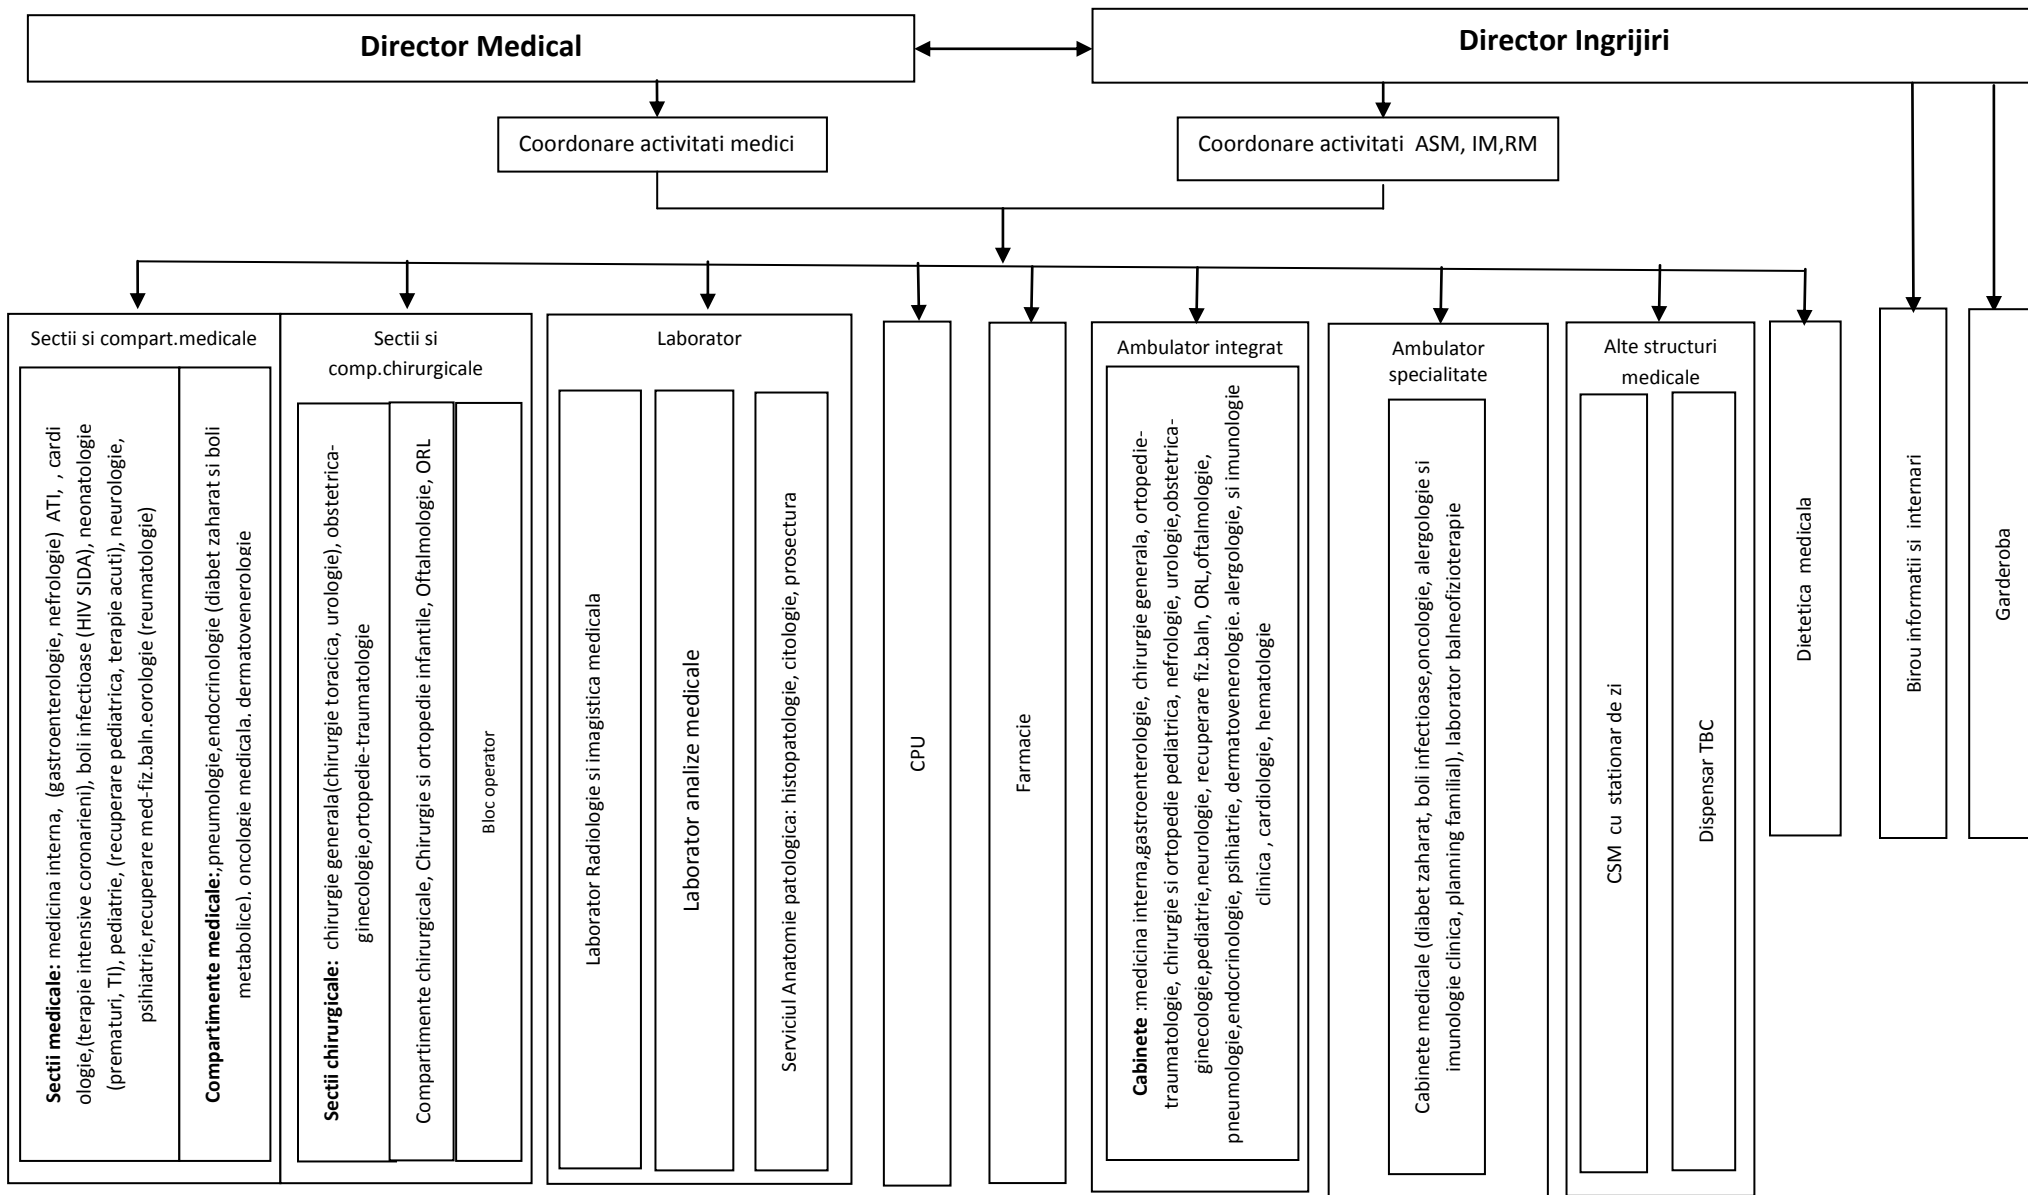 Director Medical
Director Ingrijiri
Coordonare activitati medici
Coordonare activitati ASM, IM,RM
Sectii si compart.medicale
Sectii medicale: medicina interna, (gastroenterologie, nefrologie) ATI, , cardi
ologie,(terapie intensive coronarieni), boli infectioase (HIV SIDA), neonatologie
(prematuri, TI), pediatrie, (recuperare pediatrica, terapie acuti), neurologie,
psihiatrie,recuperare med-fiz.baln.eorologie (reumatologie)
Compartimente medicale:,pneumologie,endocrinologie (diabet zaharat si boli
metabolice), oncologie medicala. dermatovenerologie
Sectii si
comp.chirurgicale
Sectii chirurgicale: chirurgie generala(chirurgie toracica, urologie), obstetrica-
ginecologie,ortopedie-traumatologie
Compartimente chirurgicale, Chirurgie si ortopedie infantile, Oftalmologie, ORL
Bloc operator
Laborator
Laborator Radiologie si imagistica medicala
Laborator analize medicale
Serviciul Anatomie patologica: histopatologie, citologie, prosectura
CPU
Farmacie
Ambulator integrat
Cabinete :medicina interna,gastroenterologie, chirurgie generala, ortopedie-
traumatologie, chirurgie si ortopedie pediatrica, nefrologie, urologie,obstetrica-
ginecologie,pediatrie,neurologie, recuperare fiz.baln, ORL,oftalmologie,
pneumologie,endocrinologie, psihiatrie, dermatovenerologie. alergologie, si imunologie
clinica , cardiologie, hematologie
Ambulator
specialitate
Cabinete medicale (diabet zaharat, boli infectioase,oncologie, alergologie si
imunologie clinica, planning familial), laborator balneofizioterapie
Alte structuri
medicale
CSM cu stationar de zi
Dispensar TBC
Dietetica medicala
Birou informatii si internari
Garderoba